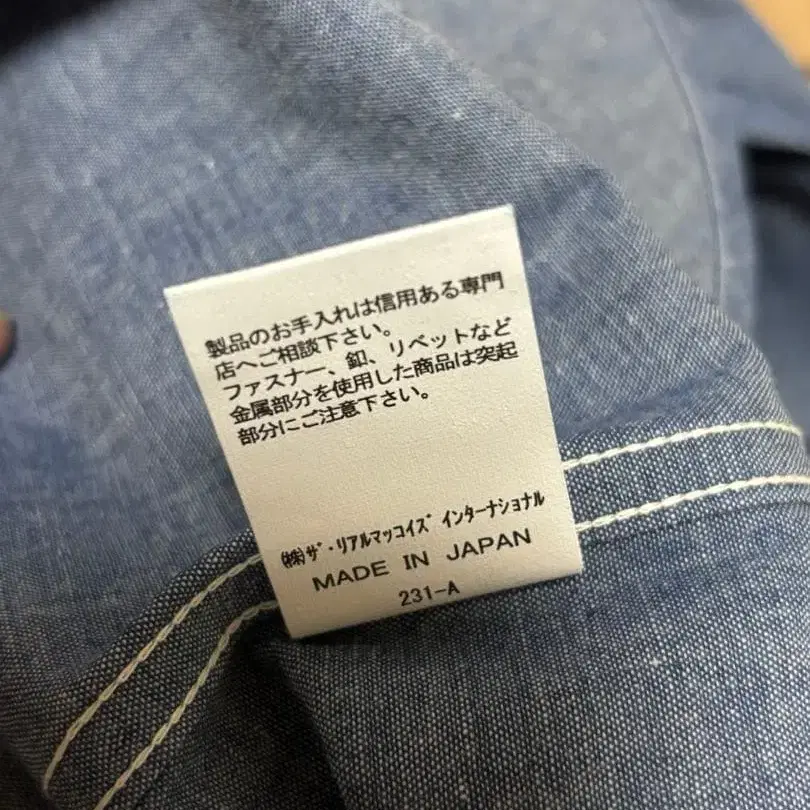 製品のお手入れは信用ある専門
店へご相談下さい。
ファスナー、釦、リベットなど
金属部分を使用した商品は突起
部分にご注意下さい。
㈱ｻﾞ･ﾘｱﾙﾏｯｺｲｽﾞ ｲﾝﾀｰﾅｼｮﾅﾙ
MADE IN JAPAN
231-A